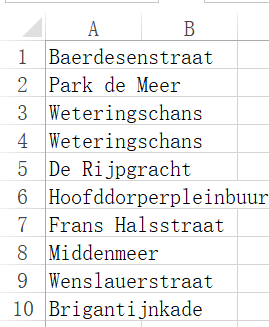 A B
1 Baerdesenstraat
2 Park de Meer
3 Weteringschans
4 Weteringschans
5 De Rijpgracht
6 Hoofddorperpleinbuur
7 Frans Halsstraat
8 Middenmeer
9 Wenslauerstraat
10 Brigantijnkade